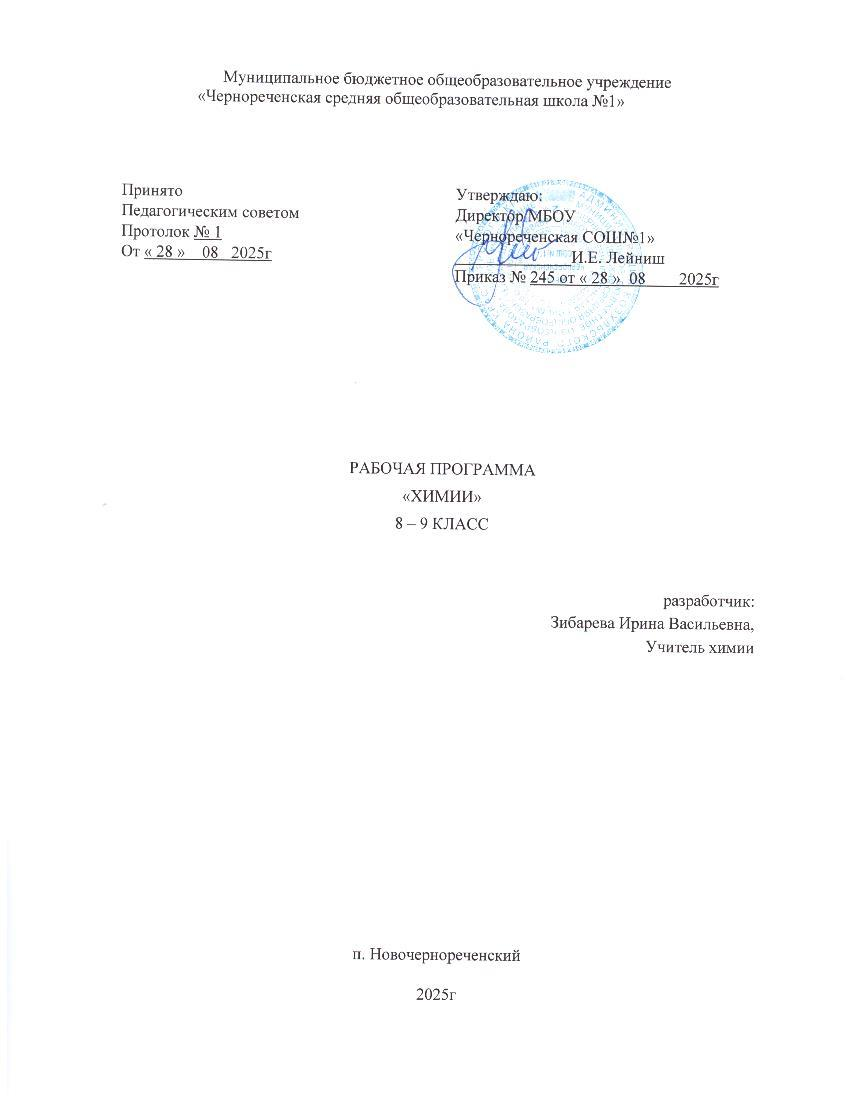 Муниципальное бюджетное общеобразовательное учреждение
«Чернореченская средняя общеобразовательная школа №1»
Принято
Педагогическим советом
Протолок № 1
От « 28 » 08 2025г
Утверждаю:
Директор МБОУ
«Чернореченская СОШ№1»
______________И.Е. Лейниш
Приказ № 245 от « 28 ». 08 2025г
РАБОЧАЯ ПРОГРАММА
«ХИМИИ»
8 – 9 КЛАСС
разработчик:
Зибарева Ирина Васильевна,
Учитель химии
п. Новочернореченский
2025г